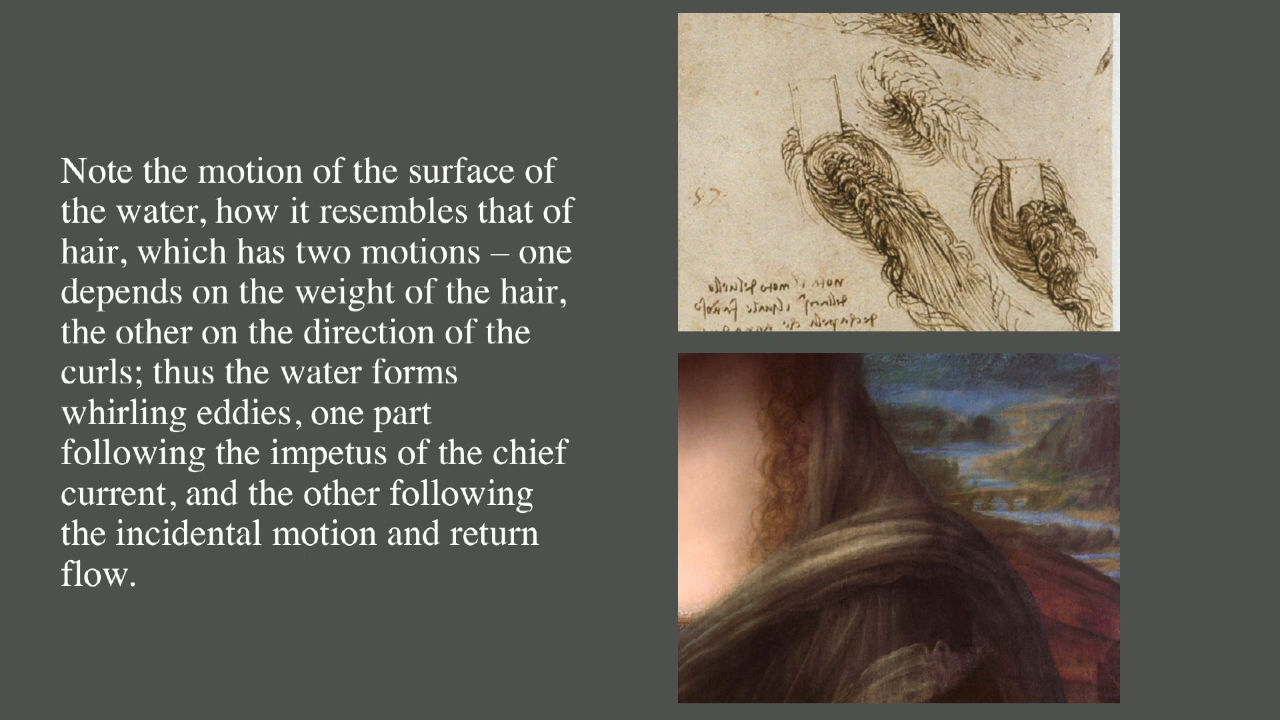 Note the motion of the surface of
the water, how it resembles that of
hair, which has two motions – one
depends on the weight of the hair,
the other on the direction of the
curls; thus the water forms
whirling eddies, one part
following the impetus of the chief
current, and the other following
the incidental motion and return
flow.